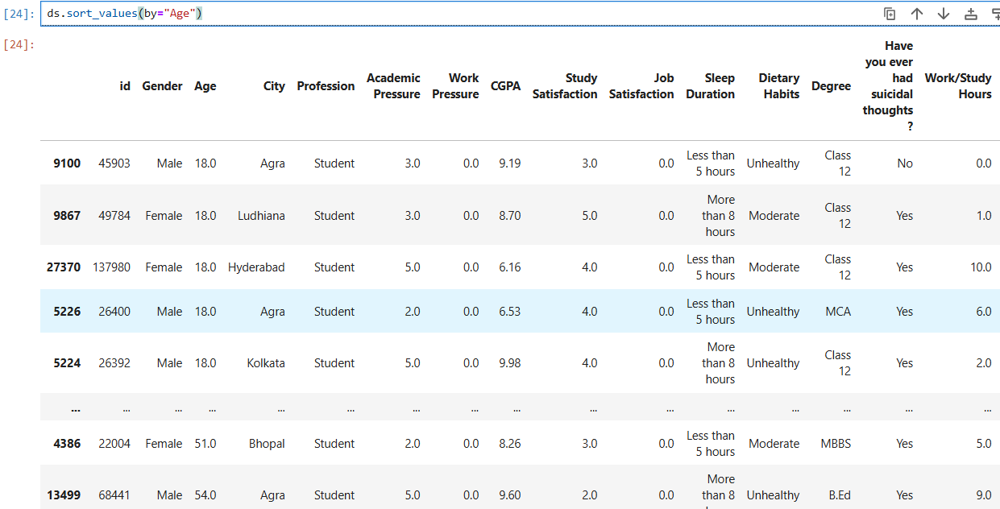 [24]: ds.sort_values(by="Age")
[24]:
id Gender Age City Profession Academic Pressure Work Pressure CGPA Study Satisfaction Job Satisfaction Sleep Duration Dietary Habits Degree Have you ever had suicidal thoughts ? Work/Study Hours
9100 45903 Male 18.0 Agra Student 3.0 0.0 9.19 3.0 0.0 Less than 5 hours Unhealthy Class 12 No 0.0
9867 49784 Female 18.0 Ludhiana Student 3.0 0.0 8.70 5.0 0.0 More than 8 hours Moderate Class 12 Yes 1.0
27370 137980 Female 18.0 Hyderabad Student 5.0 0.0 6.16 4.0 0.0 Less than 5 hours Moderate Class 12 Yes 10.0
5226 26400 Male 18.0 Agra Student 2.0 0.0 6.53 4.0 0.0 Less than 5 hours Unhealthy MCA Yes 6.0
5224 26392 Male 18.0 Kolkata Student 5.0 0.0 9.98 4.0 0.0 More than 8 hours Unhealthy Class 12 Yes 2.0
... ... ... ... ... ... ... ... ... ... ... ... ... ... ... ...
4386 22004 Female 51.0 Bhopal Student 2.0 0.0 8.26 3.0 0.0 Less than 5 hours Moderate MBBS Yes 5.0
13499 68441 Male 54.0 Agra Student 5.0 0.0 9.60 2.0 0.0 More than 8 Unhealthy B.Ed Yes 9.0